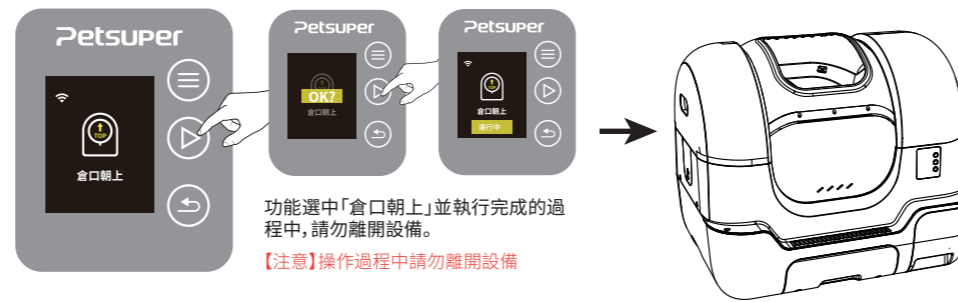 Petsuper
TOP
倉口朝上
Petsuper
OK?
倉口朝上
Petsuper
TOP
倉口朝上
運行中
功能選中「倉口朝上」並執行完成的過
程中,請勿離開設備。
【注意】操作過程中請勿離開設備